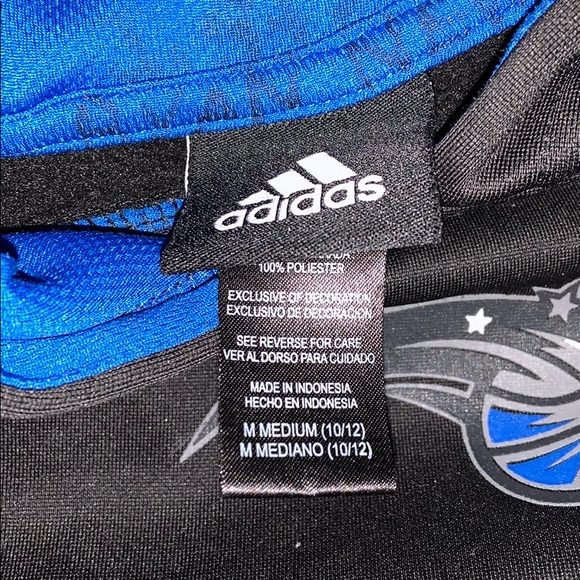 adidas
100% POLIESTER
EXCLUSIVE OF DECORATION
EXCLUSIVO DE DECORACIÓN
SEE REVERSE FOR CARE
VER AL DORSO PARA CUIDADO
MADE IN INDONESIA
HECHO EN INDONESIA
M MEDIUM (10/12)
M MEDIANO (10/12)